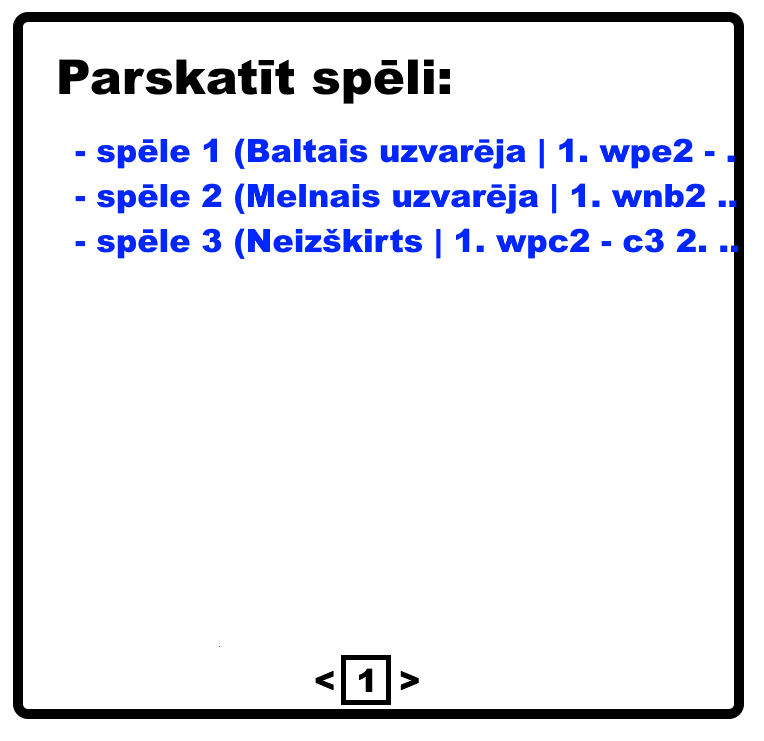 Parskatīt spēli:
- spēle 1 (Baltais uzvarēja | 1. wpe2 - .
- spēle 2 (Melnais uzvarēja | 1. wnb2 ..
- spēle 3 (Neizšķirts | 1. wpc2 - c3 2. ..
< 1 >